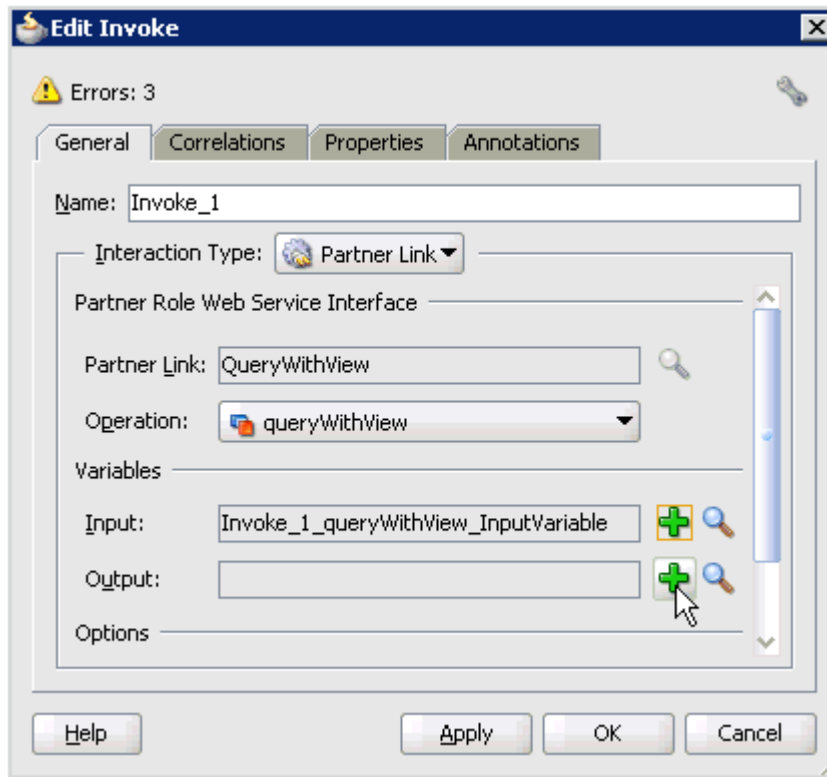 Edit Invoke
Errors: 3
General Correlations Properties Annotations
Name: Invoke_1
Interaction Type: Partner Link
Partner Role Web Service Interface
Partner Link: QueryWithView
Operation: queryWithView
Variables
Input: Invoke_1_queryWithView_InputVariable
Output:
Options
Help Apply OK Cancel